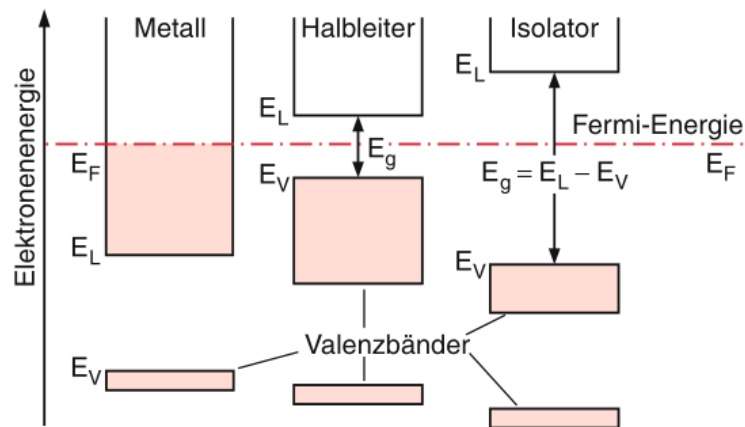 Elektronenenergie
Metall
Halbleiter
Isolator
E_L
E_L
Fermi-Energie
E_F
E_g
E_V
E_g = E_L − E_V
E_F
E_L
E_V
Valenzbänder
E_V